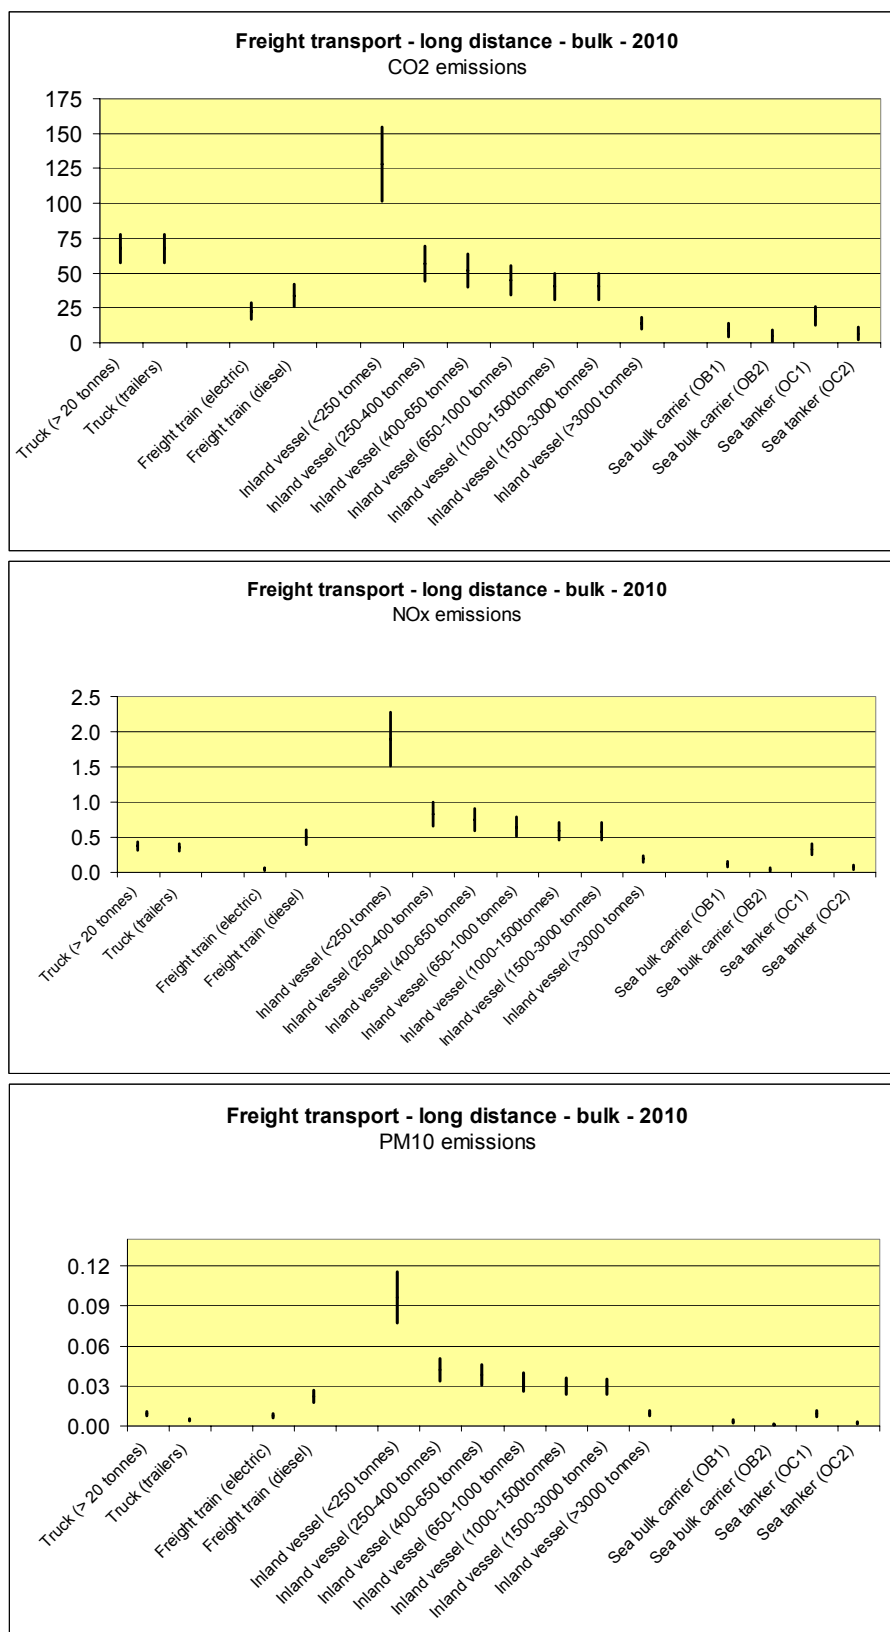 Freight transport - long distance - bulk - 2010
CO2 emissions
175
150
125
100
75
50
25
0
Truck (> 20 tonnes)
Truck (trailers)
Freight train (electric)
Freight train (diesel)
Inland vessel (<250 tonnes)
Inland vessel (250-400 tonnes)
Inland vessel (400-650 tonnes)
Inland vessel (650-1000 tonnes)
Inland vessel (1000-1500tonnes)
Inland vessel (1500-3000 tonnes)
Inland vessel (>3000 tonnes)
Sea bulk carrier (OB1)
Sea bulk carrier (OB2)
Sea tanker (OC1)
Sea tanker (OC2)
Freight transport - long distance - bulk - 2010
NOx emissions
2.5
2.0
1.5
1.0
0.5
0.0
Truck (> 20 tonnes)
Truck (trailers)
Freight train (electric)
Freight train (diesel)
Inland vessel (<250 tonnes)
Inland vessel (250-400 tonnes)
Inland vessel (400-650 tonnes)
Inland vessel (650-1000 tonnes)
Inland vessel (1000-1500tonnes)
Inland vessel (1500-3000 tonnes)
Inland vessel (>3000 tonnes)
Sea bulk carrier (OB1)
Sea bulk carrier (OB2)
Sea tanker (OC1)
Sea tanker (OC2)
Freight transport - long distance - bulk - 2010
PM10 emissions
0.12
0.09
0.06
0.03
0.00
Truck (> 20 tonnes)
Truck (trailers)
Freight train (electric)
Freight train (diesel)
Inland vessel (<250 tonnes)
Inland vessel (250-400 tonnes)
Inland vessel (400-650 tonnes)
Inland vessel (650-1000 tonnes)
Inland vessel (1000-1500tonnes)
Inland vessel (1500-3000 tonnes)
Inland vessel (>3000 tonnes)
Sea bulk carrier (OB1)
Sea bulk carrier (OB2)
Sea tanker (OC1)
Sea tanker (OC2)